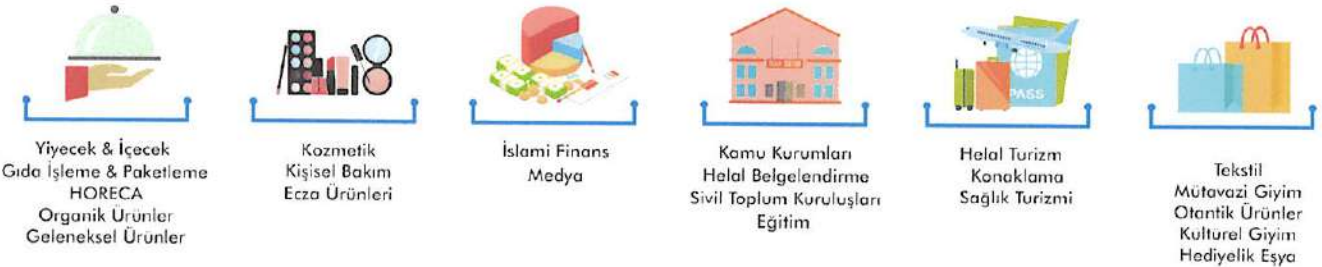 PASS
Yiyecek & İçecek
Gıda İşleme & Paketleme
HORECA
Organik Ürünler
Geleneksel Ürünler
Kozmetik
Kişisel Bakım
Ecza Ürünleri
İslami Finans
Medya
Kamu Kurumları
Helal Belgelendirme
Sivil Toplum Kuruluşları
Eğitim
Helal Turizm
Konaklama
Sağlık Turizmi
Tekstil
Mütavazi Giyim
Otantik Ürünler
Kültürel Giyim
Hediyelik Eşya